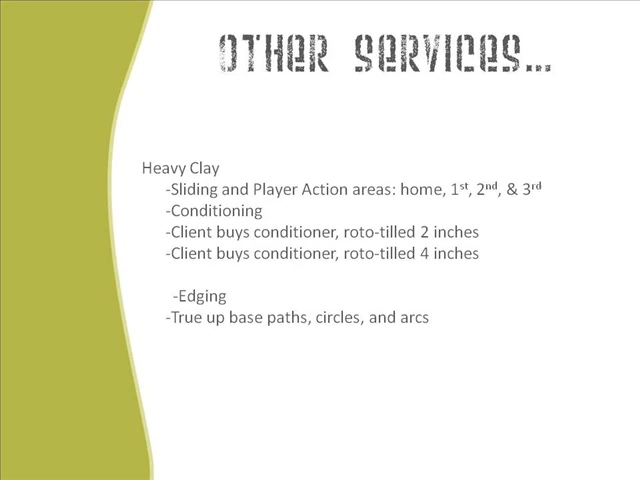 OTHER SERVICES...
Heavy Clay
-Sliding and Player Action areas: home, 1st, 2nd, & 3rd
-Conditioning
-Client buys conditioner, roto-tilled 2 inches
-Client buys conditioner, roto-tilled 4 inches
-Edging
-True up base paths, circles, and arcs